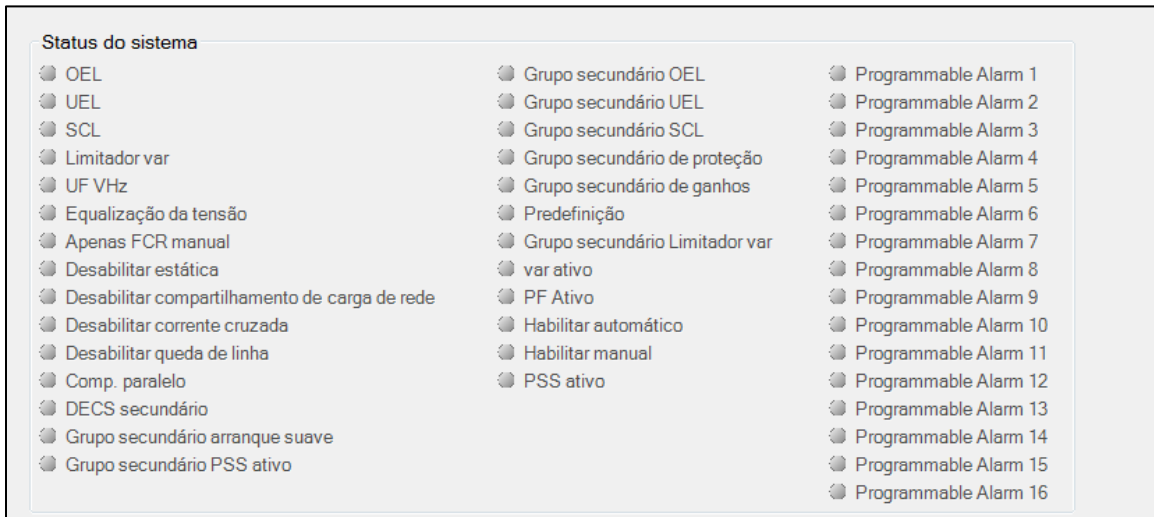 Status do sistema
OEL
UEL
SCL
Limitador var
UF VHz
Equalização da tensão
Apenas FCR manual
Desabilitar estática
Desabilitar compartilhamento de carga de rede
Desabilitar corrente cruzada
Desabilitar queda de linha
Comp. paralelo
DECS secundário
Grupo secundário arranque suave
Grupo secundário PSS ativo
Grupo secundário OEL
Grupo secundário UEL
Grupo secundário SCL
Grupo secundário de proteção
Grupo secundário de ganhos
Predefinição
Grupo secundário Limitador var
var ativo
PF Ativo
Habilitar automático
Habilitar manual
PSS ativo
Programmable Alarm 1
Programmable Alarm 2
Programmable Alarm 3
Programmable Alarm 4
Programmable Alarm 5
Programmable Alarm 6
Programmable Alarm 7
Programmable Alarm 8
Programmable Alarm 9
Programmable Alarm 10
Programmable Alarm 11
Programmable Alarm 12
Programmable Alarm 13
Programmable Alarm 14
Programmable Alarm 15
Programmable Alarm 16